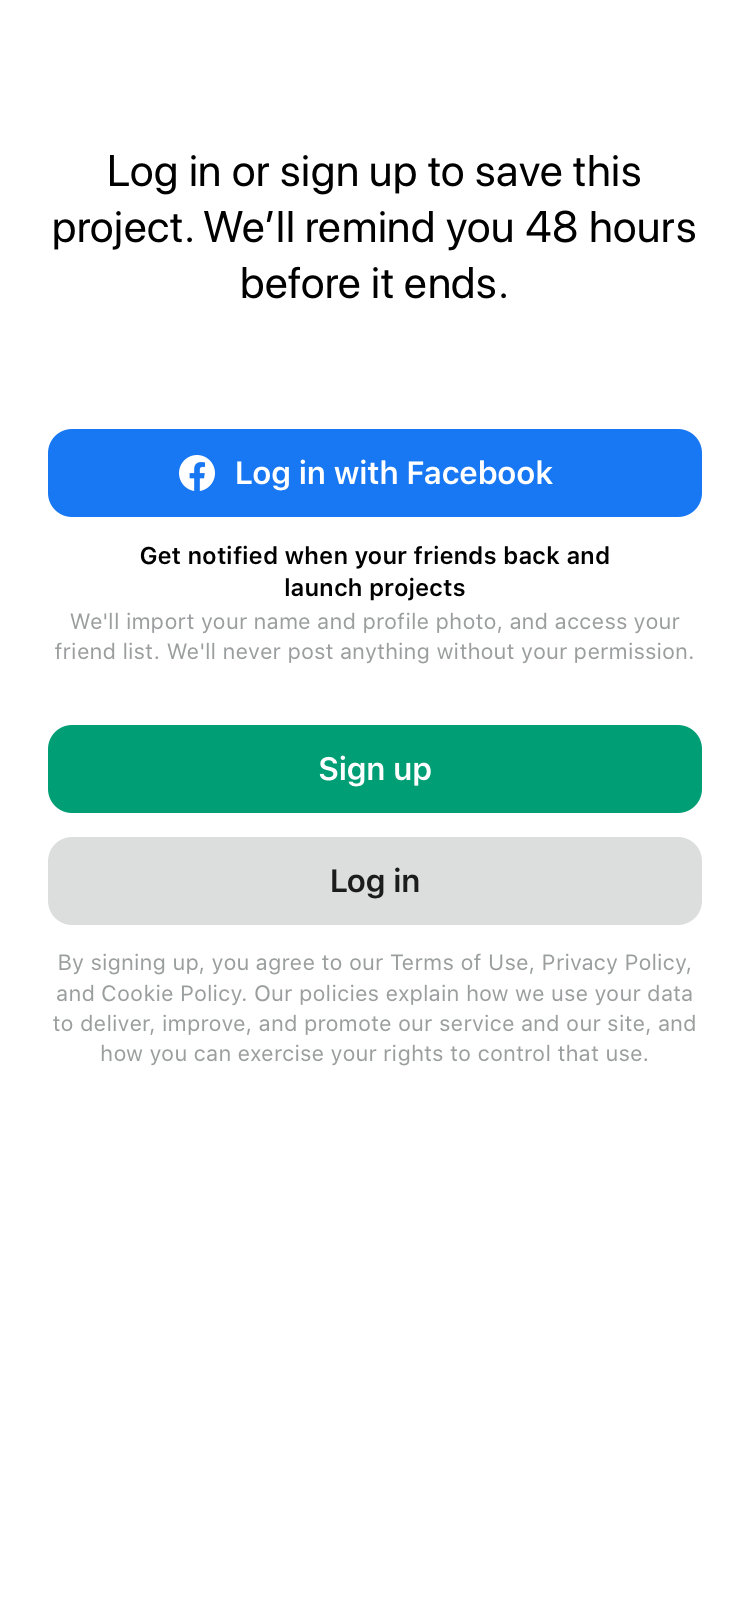 Log in or sign up to save this
project. We’ll remind you 48 hours
before it ends.
Log in with Facebook
Get notified when your friends back and
launch projects
We'll import your name and profile photo, and access your
friend list. We'll never post anything without your permission.
Sign up
Log in
By signing up, you agree to our Terms of Use, Privacy Policy,
and Cookie Policy. Our policies explain how we use your data
to deliver, improve, and promote our service and our site, and
how you can exercise your rights to control that use.